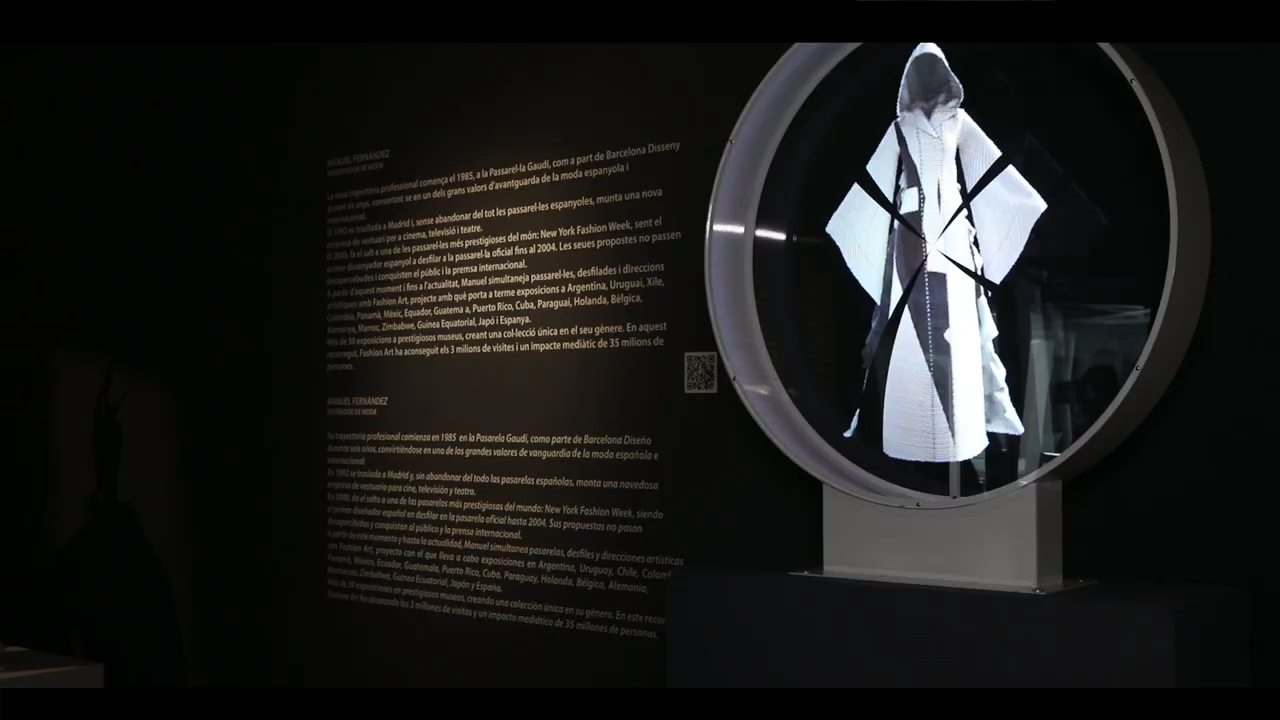 MANUEL FERNÁNDEZ
DISSENYADOR DE MODA
La seva trajectòria professional comença el 1985, a la Passarel·la Gaudí, com a part de Barcelona Disseny
durant sis anys, convertint-se en un dels grans valors d'avantguarda de la moda espanyola i
internacional.
El 1992 es trasllada a Madrid i, sense abandonar del tot les passarel·les espanyoles, munta una nova
empresa de vestuari per a cinema, televisió i teatre.
El 2000, fa el salt a una de les passarel·les més prestigioses del món: New York Fashion Week, sent el
primer dissenyador espanyol a desfilar a la passarel·la oficial fins al 2004. Les seues propostes no passen
desapercebudes i conquisten el públic i la premsa internacional.
A partir d'aquest moment i fins a l'actualitat, Manuel simultaneja passarel·les, desfilades i direccions
artístiques amb Fashion Art, projecte amb què porta a terme exposicions a Argentina, Uruguai, Xile,
Colòmbia, Panamà, Mèxic, Equador, Guatema a, Puerto Rico, Cuba, Paraguai, Holanda, Bèlgica,
Alemanya, Marroc, Zimbabwe, Guinea Equatorial, Japó i Espanya.
Més de 30 exposicions a prestigiosos museus, creant una col·lecció única en el seu gènere. En aquest
recorregut, Fashion Art ha aconseguit els 3 milions de visites i un impacte mediàtic de 35 milions de
persones.
MANUEL FERNÁNDEZ
DISEÑADOR DE MODA
Su trayectoria profesional comienza en 1985 en la Pasarela Gaudí, como parte de Barcelona Diseño
durante seis años, convirtiéndose en uno de los grandes valores de vanguardia de la moda española e
internacional.
En 1992 se traslada a Madrid y, sin abandonar del todo las pasarelas españolas, monta una novedosa
empresa de vestuario para cine, televisión y teatro.
En 2000, da el salto a una de las pasarelas más prestigiosas del mundo: New York Fashion Week, siendo
el primer diseñador español en desfilar en la pasarela oficial hasta 2004. Sus propuestas no pasan
desapercibidas y conquistan al público y la prensa internacional.
A partir de este momento y hasta la actualidad, Manuel simultanea pasarelas, desfiles y direcciones artísticas
con Fashion Art, proyecto con el que lleva a cabo exposiciones en Argentina, Uruguay, Chile, Colombi
Panamá, México, Ecuador, Guatemala, Puerto Rico, Cuba, Paraguay, Holanda, Bélgica, Alemania,
Marruecos, Zimbabwe, Guinea Ecuatorial, Japón y España.
Más de 30 exposiciones en prestigiosos museos, creando una colección única en su género. En este recor
Fashion Art ha alcanzado los 3 millones de visitas y un impacto mediático de 35 millones de personas.